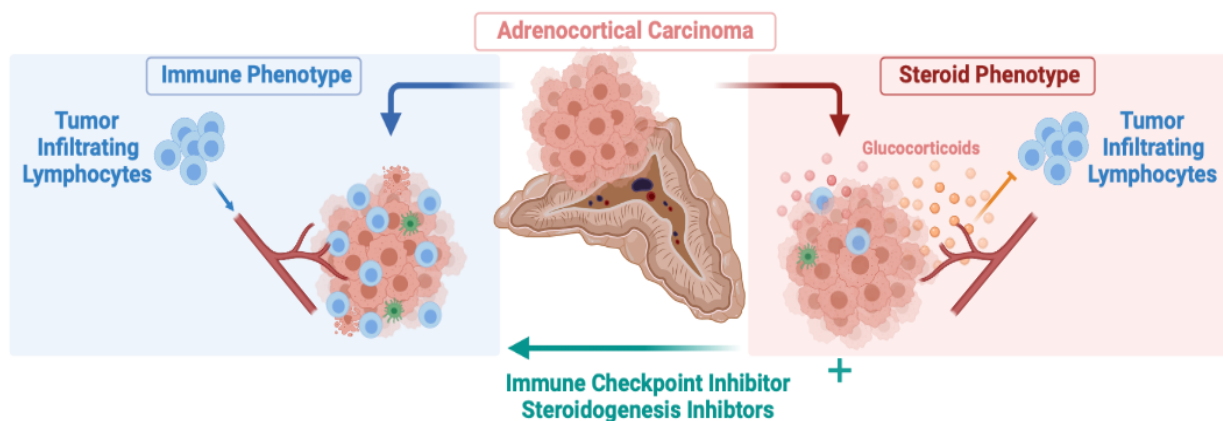 Adrenocortical Carcinoma
Immune Phenotype
Tumor
Infiltrating
Lymphocytes
Steroid Phenotype
Glucocorticoids
Tumor
Infiltrating
Lymphocytes
+
Immune Checkpoint Inhibitor
Steroidogenesis Inhibtors